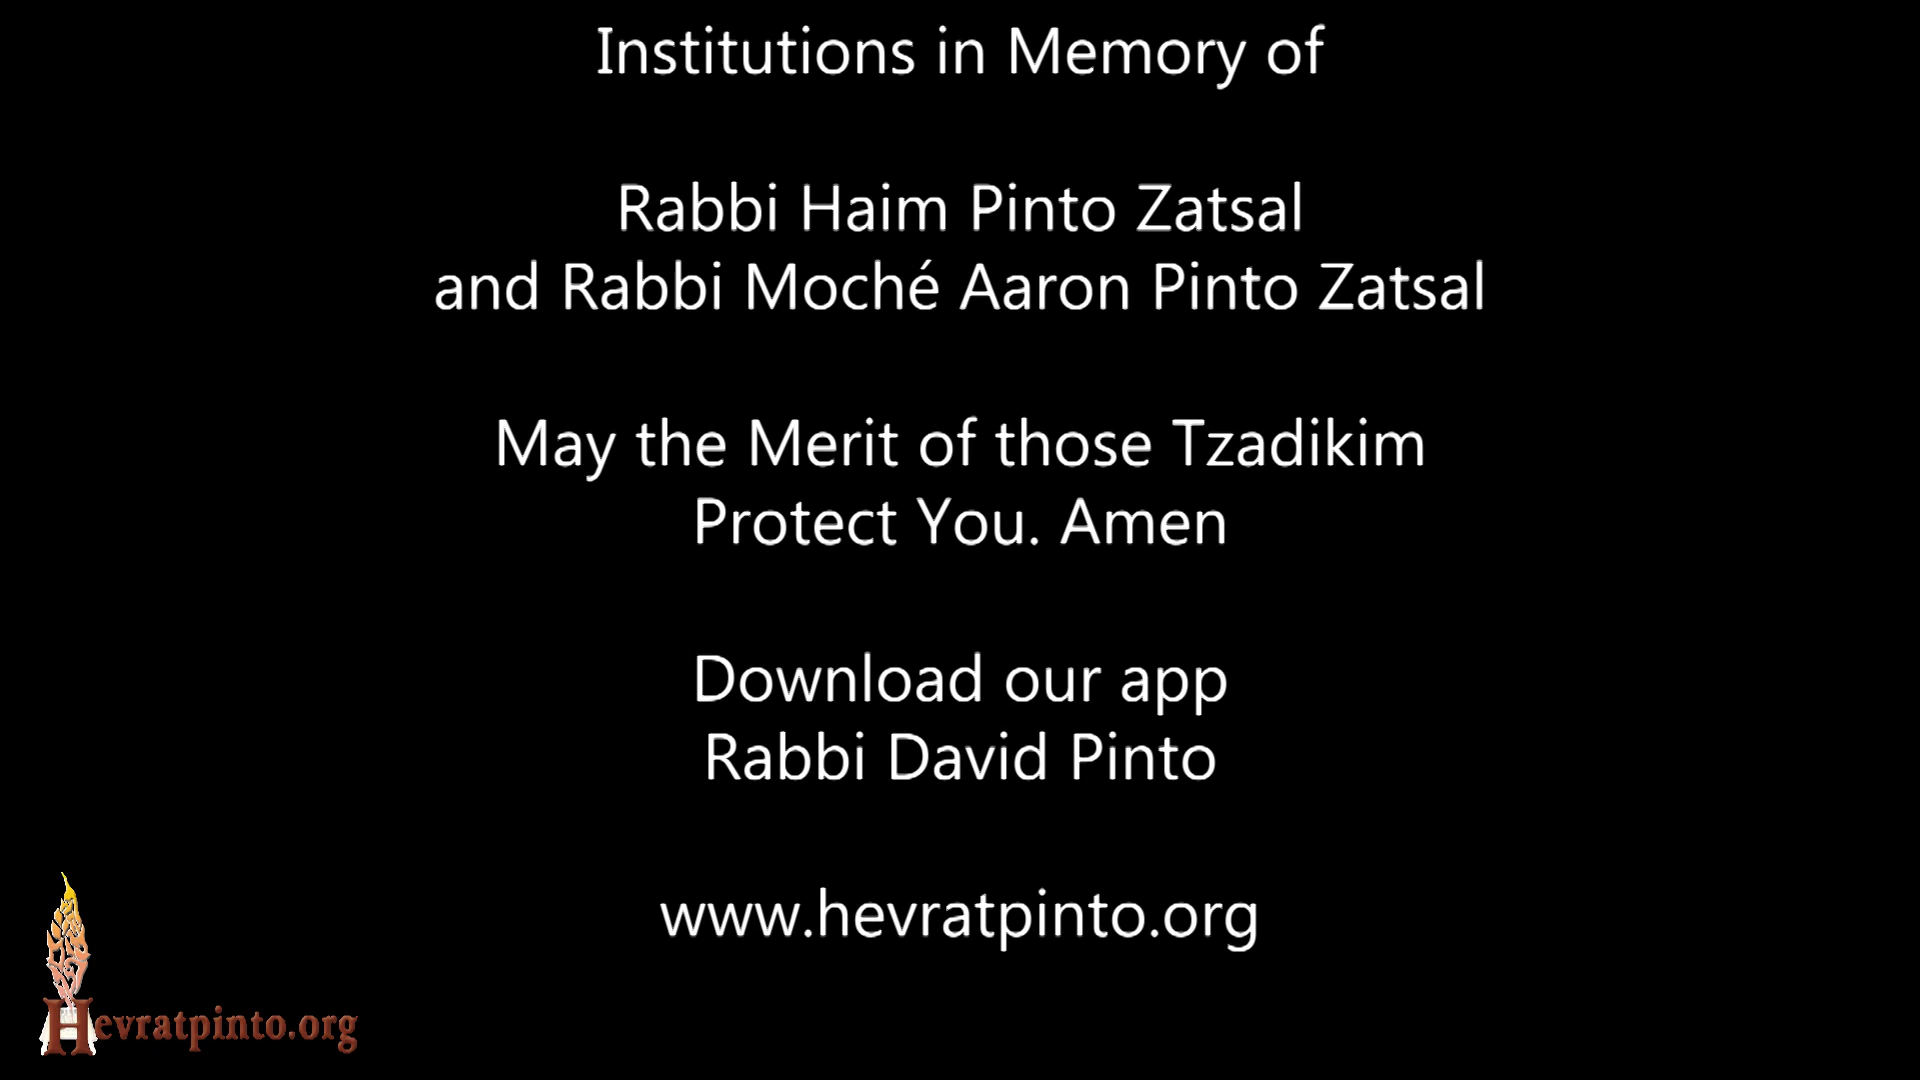 Institutions in Memory of
Rabbi Haim Pinto Zatsal
and Rabbi Moché Aaron Pinto Zatsal
May the Merit of those Tzadikim
Protect You. Amen
Download our app
Rabbi David Pinto
www.hevratpinto.org
Hevratpinto.org